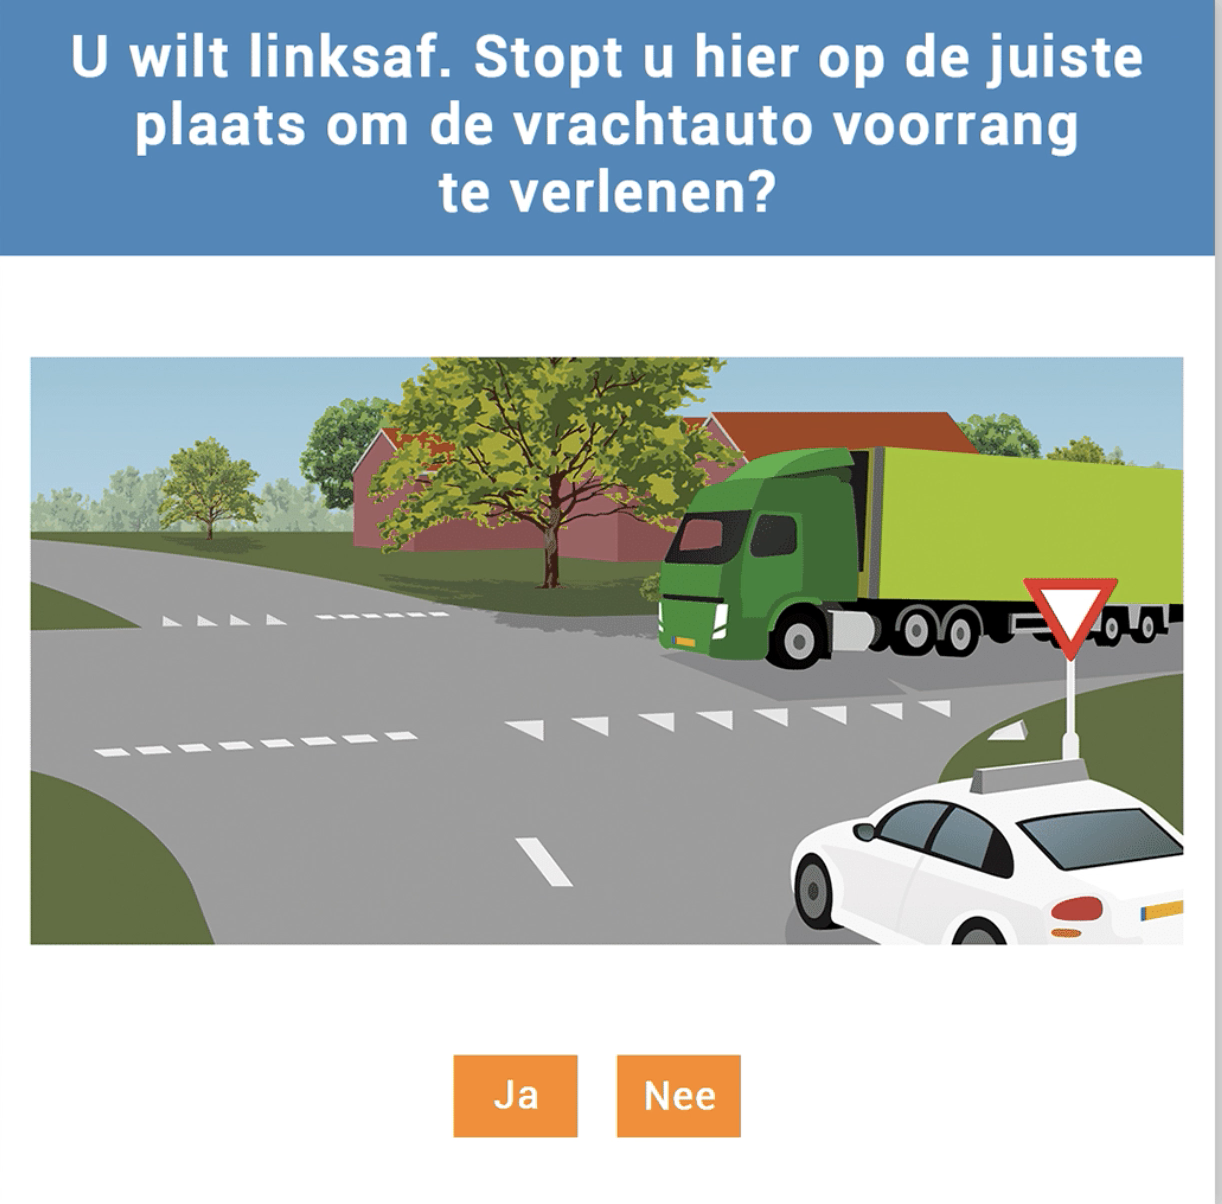 U wilt linksaf. Stopt u hier op de juiste
plaats om de vrachtauto voorrang
te verlenen?
Ja
Nee